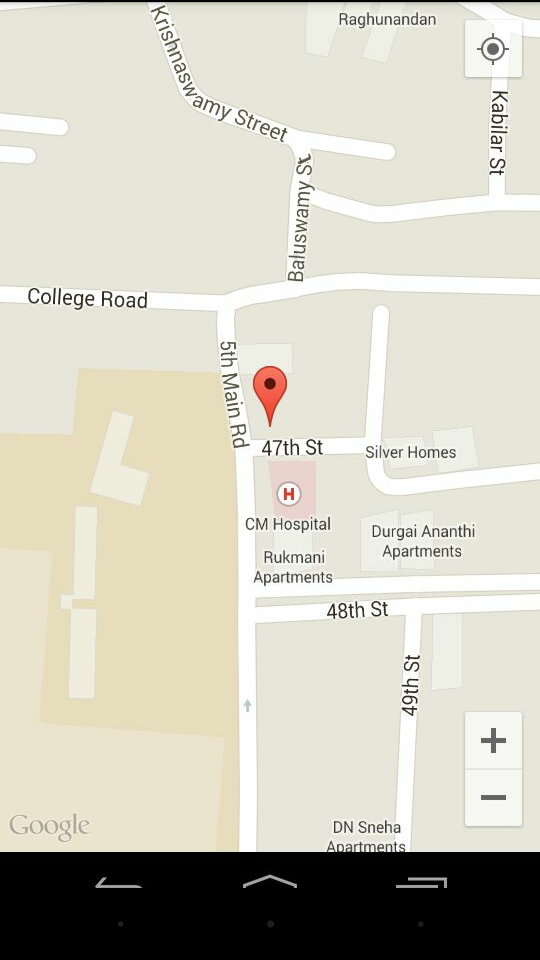 Raghunandan
Krishnaswamy Street
Kabilar St
Baluswamy St
College Road
5th Main Rd
47th St
Silver Homes
H
CM Hospital
Durgai Ananthi
Apartments
Rukmani
Apartments
48th St
49th St
+
−
Google
DN Sneha
Apartments